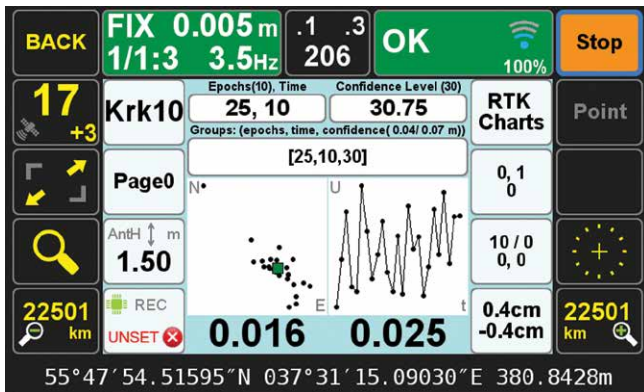 BACK
FIX 0.005 m
1/1:3 3.5Hz
.1 .3
206
OK
100%
Stop
17
+3
Krk10
Epochs(10), Time
25, 10
Confidence Level (30)
30.75
RTK
Charts
Point
Groups: (epochs, time, confidence( 0.04/ 0.07 m))
[25,10,30]
Page0
0, 1
0
N
U
E
t
AntH m
1.50
10 / 0
0, 0
22501
km
REC
UNSET
0.016
0.025
0.4cm
-0.4cm
22501
km
55°47′54.51595″N 037°31′15.09030″E 380.8428m